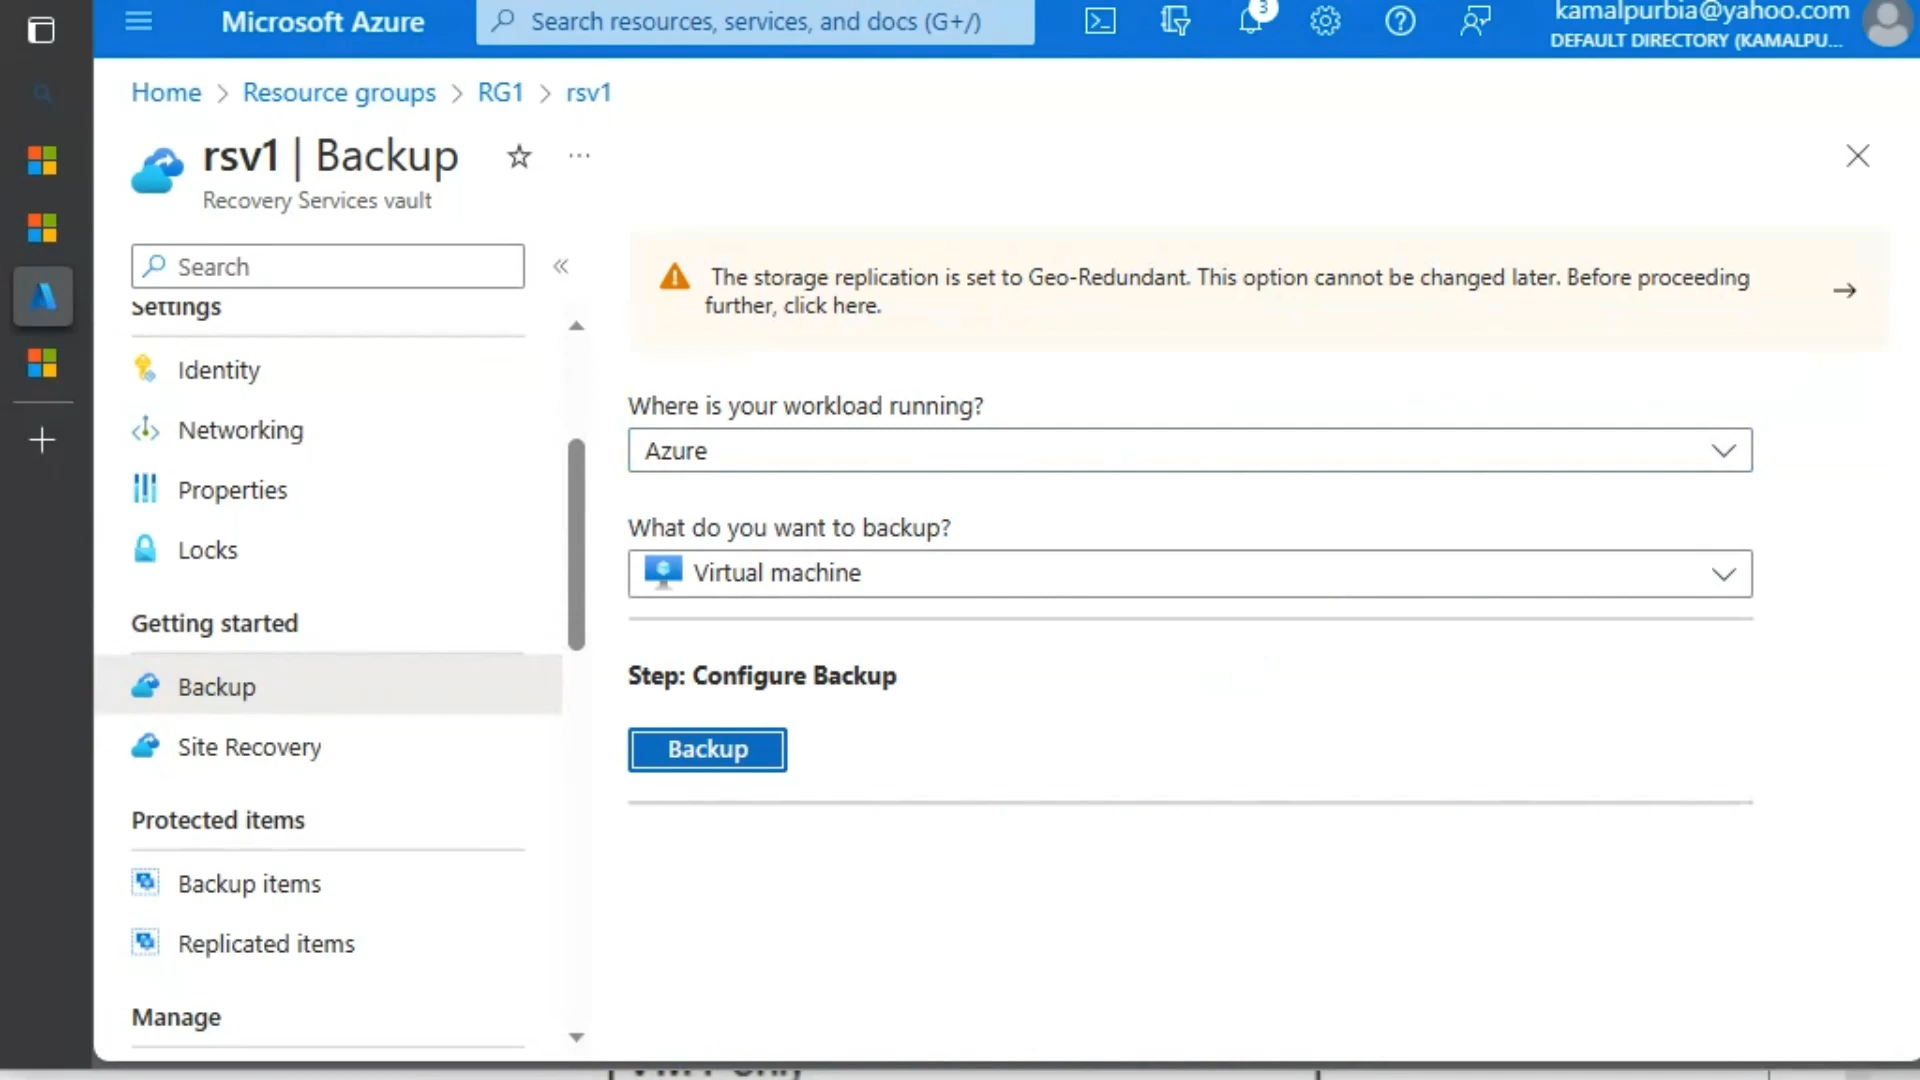 Microsoft Azure
Search resources, services, and docs (G+/)
3
kamalpurbia@yahoo.com
DEFAULT DIRECTORY (KAMALPU...
Home > Resource groups > RG1 > rsv1
rsv1 | Backup
Recovery Services vault
Search
Settings
Identity
Networking
Properties
Locks
Getting started
Backup
Site Recovery
Protected items
Backup items
Replicated items
Manage
The storage replication is set to Geo-Redundant. This option cannot be changed later. Before proceeding
further, click here.
Where is your workload running?
Azure
What do you want to backup?
Virtual machine
Step: Configure Backup
Backup